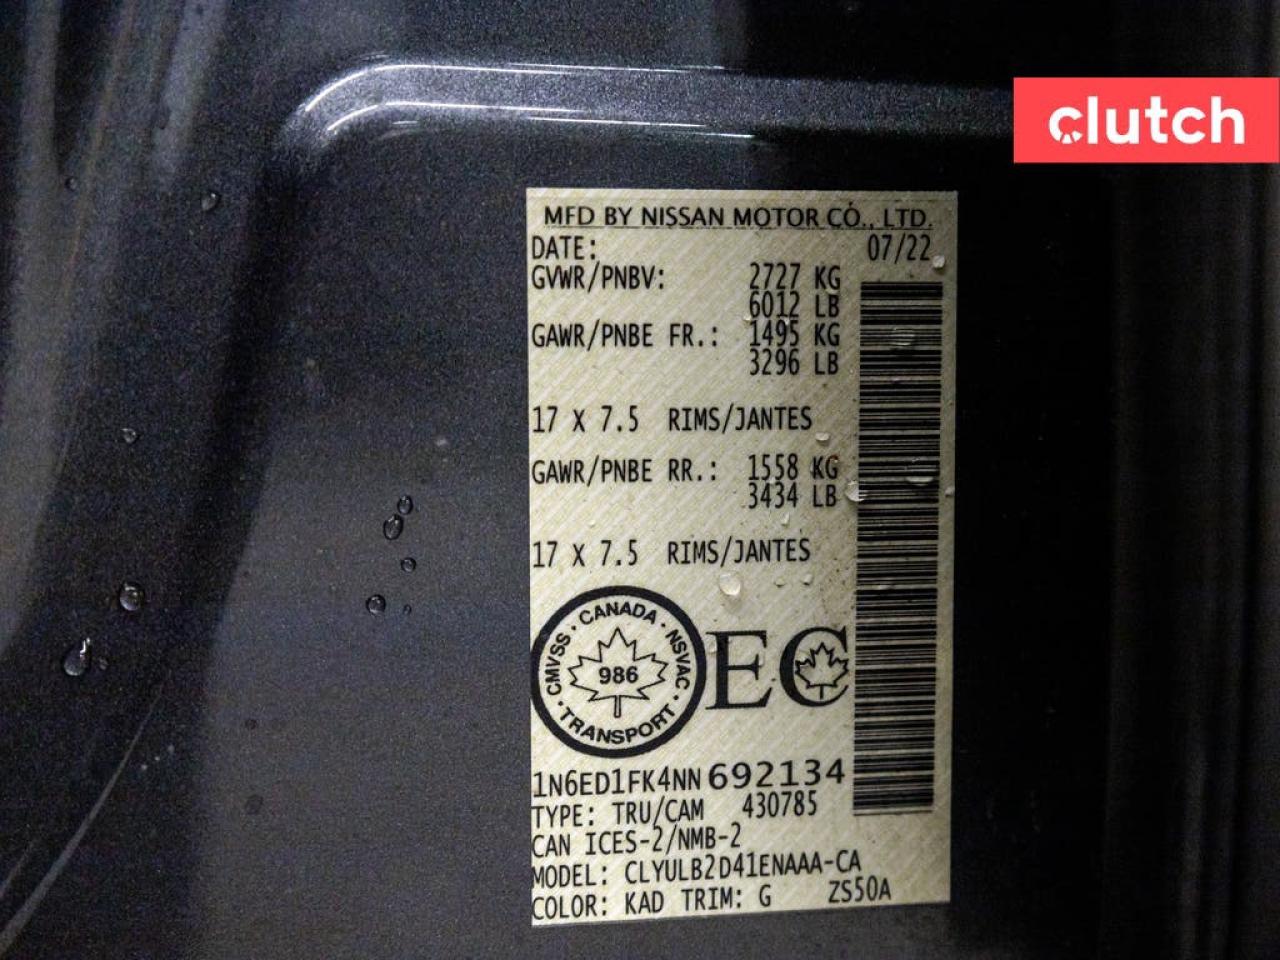 clutch
MFD BY NISSAN MOTOR CO., LTD.
DATE: 07/22
GVWR/PNBV: 2727 KG
6012 LB
GAWR/PNBE FR.: 1495 KG
3296 LB
17 X 7.5 RIMS/JANTES
GAWR/PNBE RR.: 1558 KG
3434 LB
17 X 7.5 RIMS/JANTES
CMVSS · CANADA · NSVAC · TRANSPORT ·
986
EC
1N6ED1FK4NN692134
TYPE: TRU/CAM 430785
CAN ICES-2/NMB-2
MODEL: CLYULB2D41ENAAA-CA
COLOR: KAD TRIM: G ZS50A